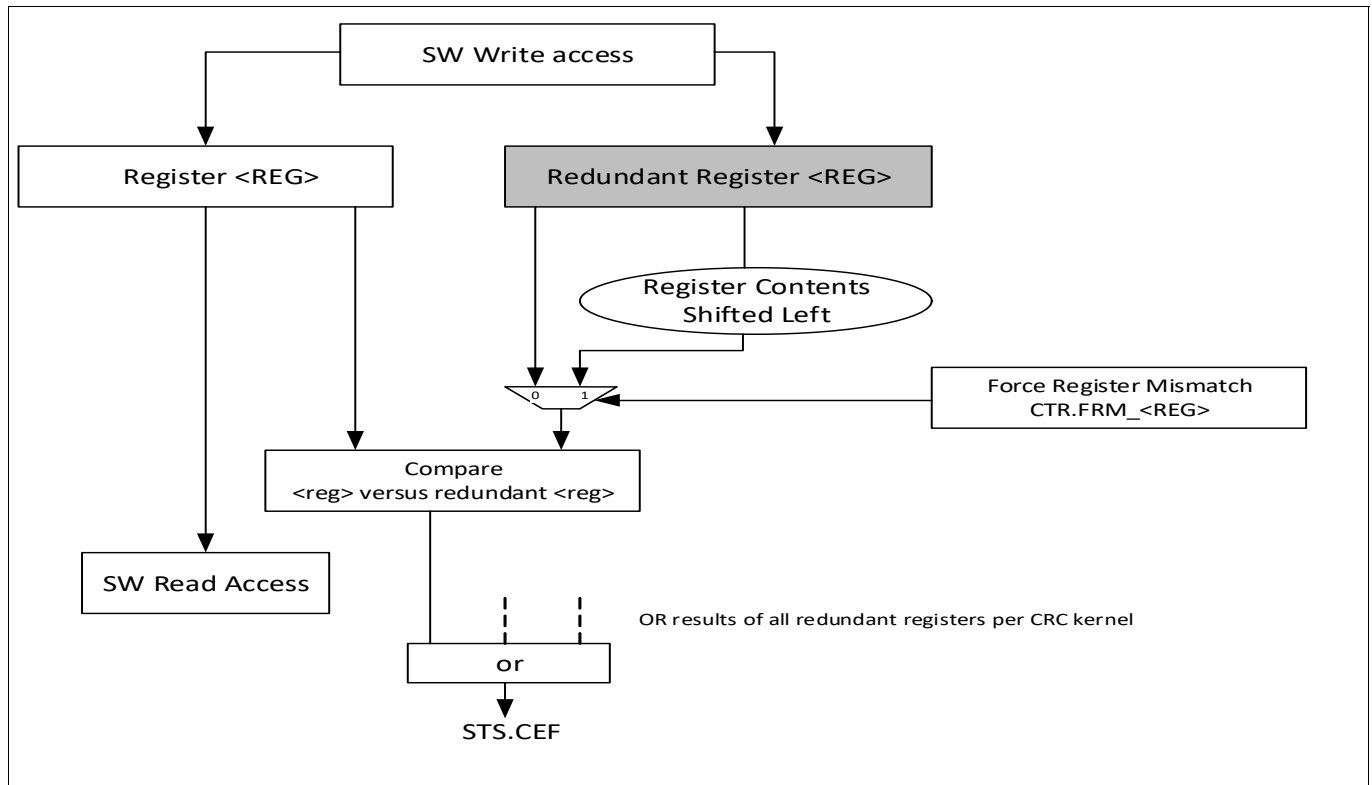 SW Write access
Register <REG>
Redundant Register <REG>
Register Contents
Shifted Left
0 1
Force Register Mismatch
CTR.FRM_<REG>
Compare
<reg> versus redundant <reg>
SW Read Access
OR results of all redundant registers per CRC kernel
or
STS.CEF